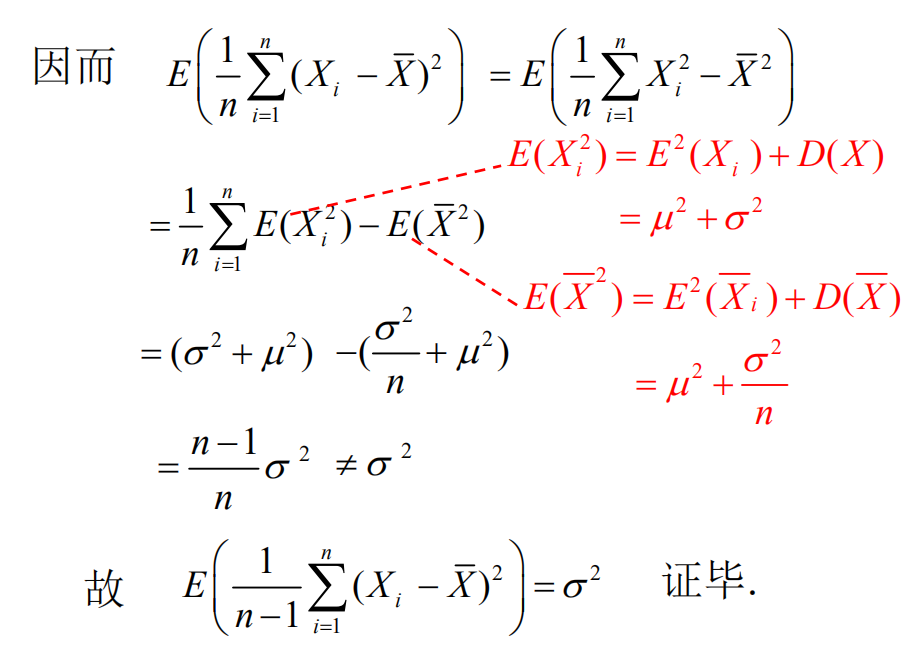 因而 E(1/n ∑_{i=1}^{n} (X_i − X̄)²) = E(1/n ∑_{i=1}^{n} X_i² − X̄²)
E(X_i²) = E²(X_i) + D(X)
= 1/n ∑_{i=1}^{n} E(X_i²) − E(X̄²)
= μ² + σ²
E(X̄²) = E²(X̄_i) + D(X̄)
= (σ² + μ²) −(σ²/n + μ²)
= μ² + σ²/n
= (n−1)/n σ² ≠ σ²
故 E(1/(n−1) ∑_{i=1}^{n} (X_i − X̄)²) = σ² 证毕.